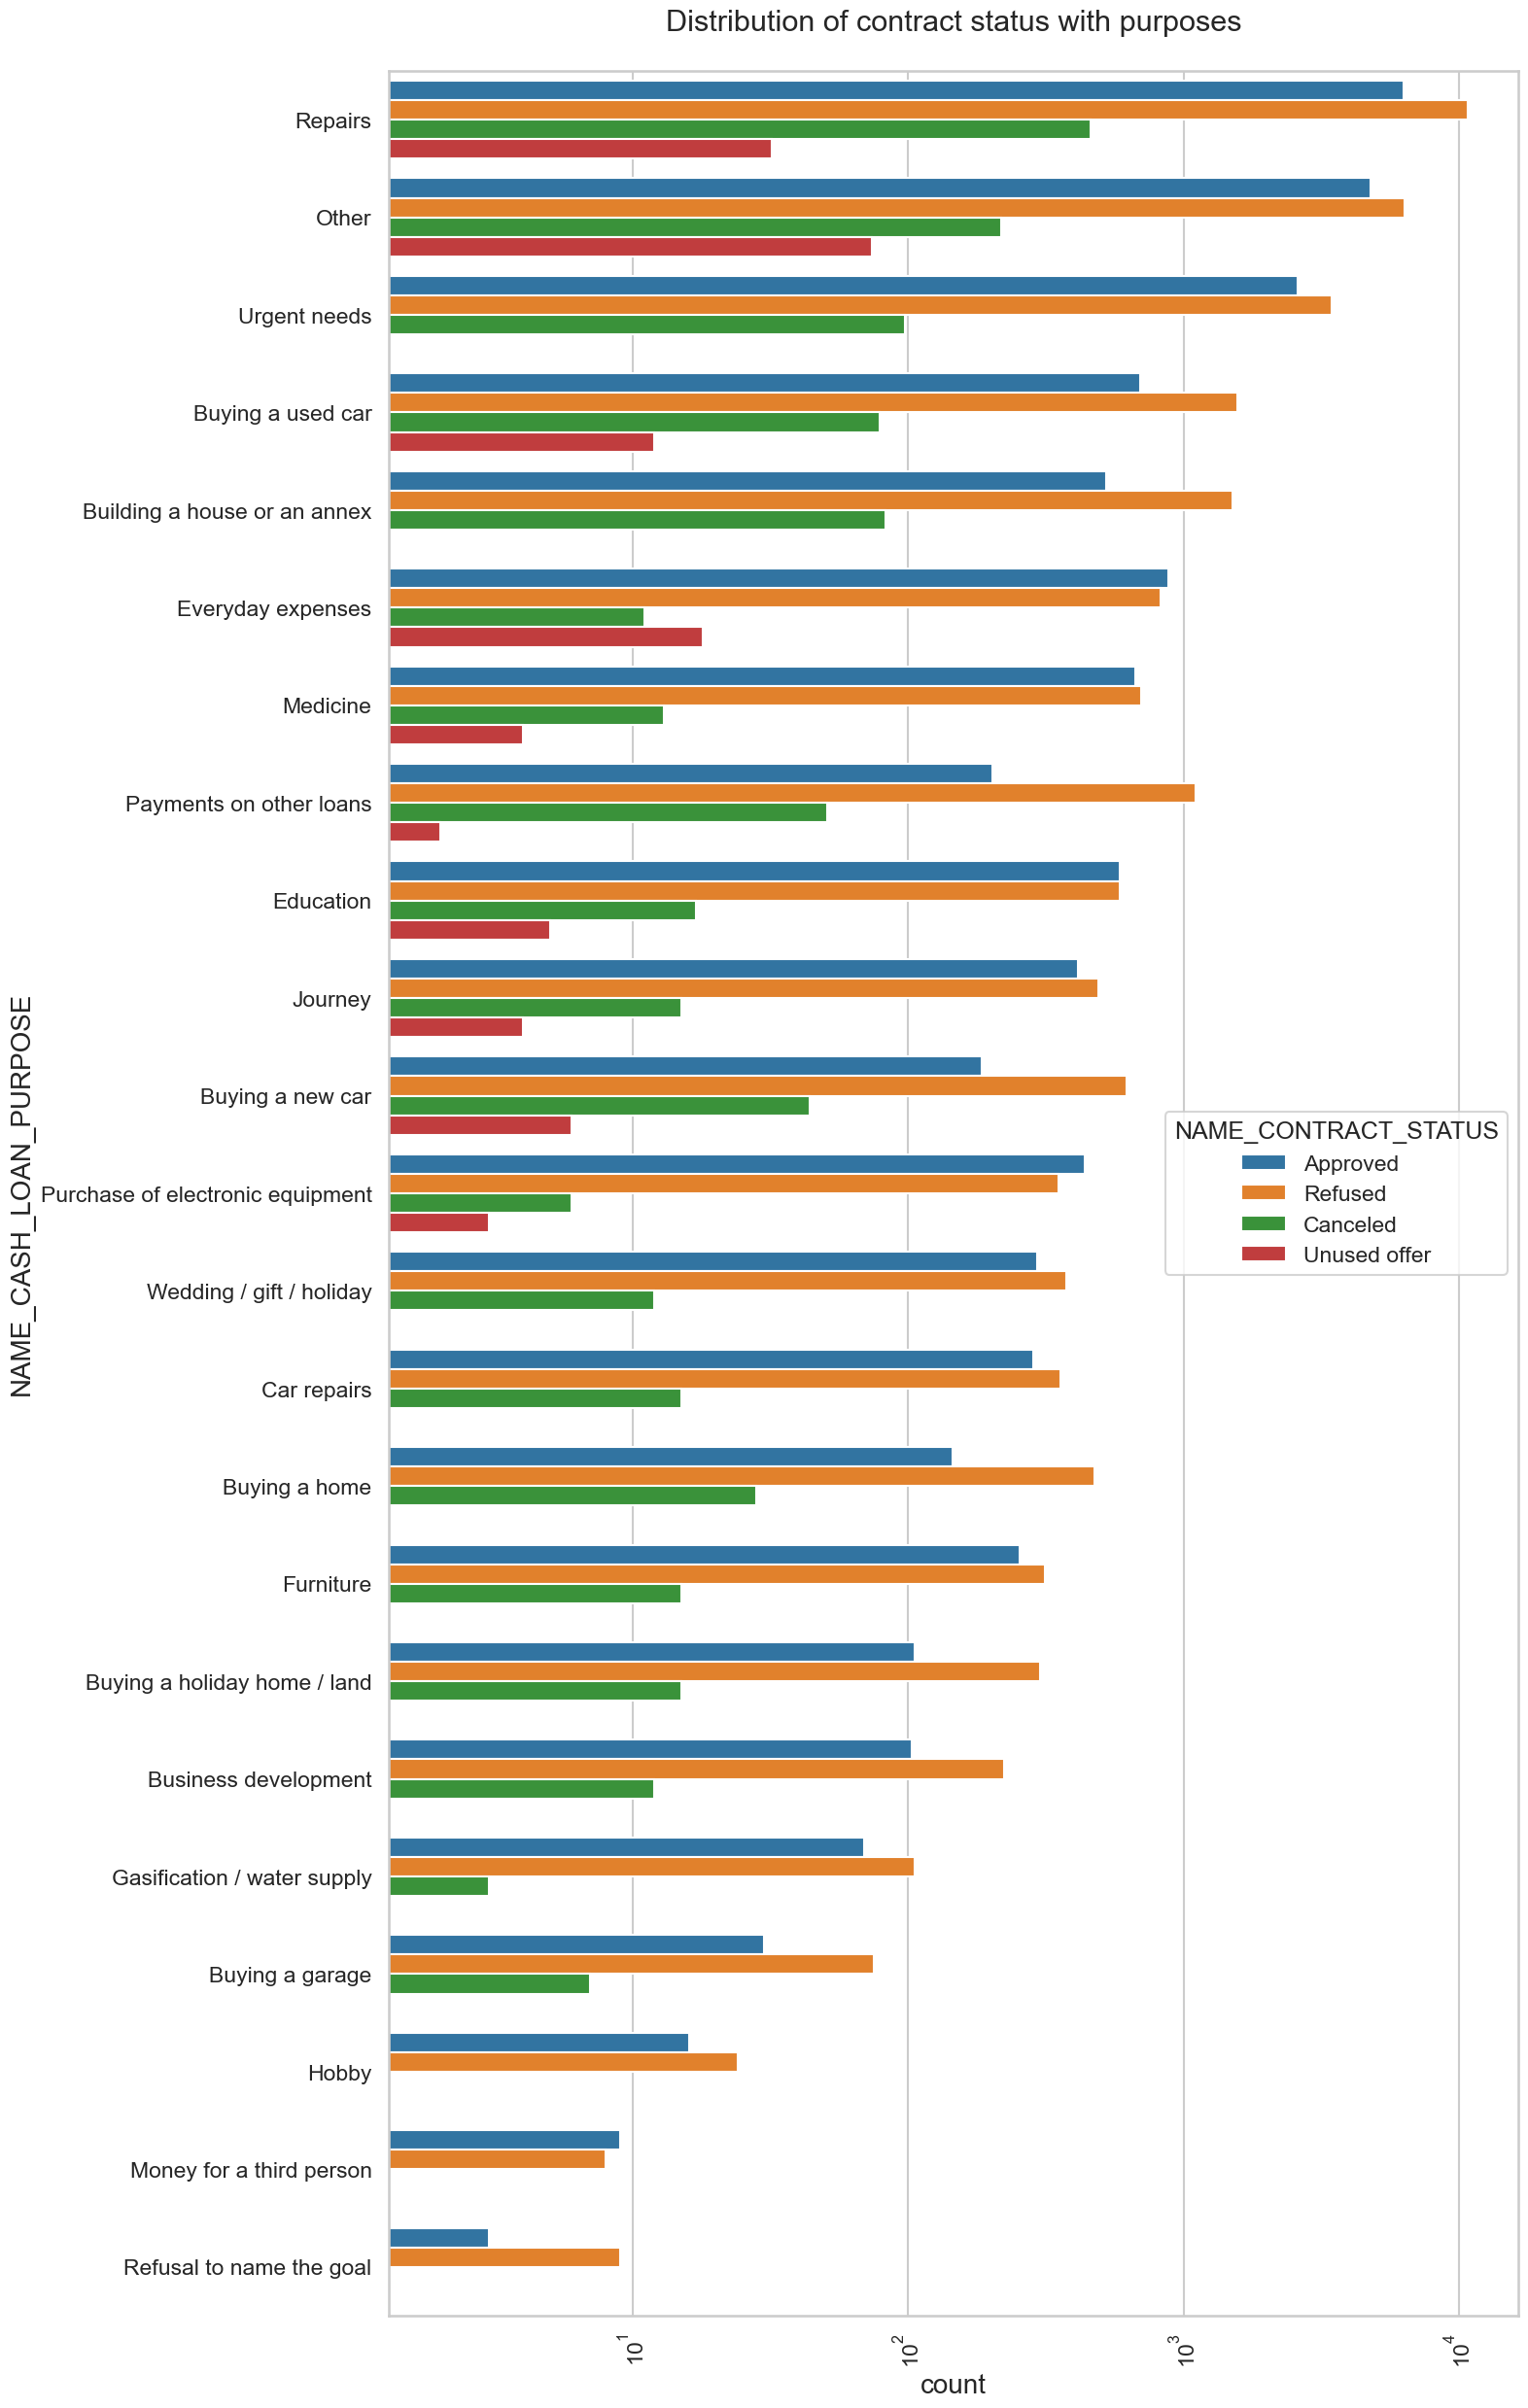 Distribution of contract status with purposes
NAME_CASH_LOAN_PURPOSE
Repairs
Other
Urgent needs
Buying a used car
Building a house or an annex
Everyday expenses
Medicine
Payments on other loans
Education
Journey
Buying a new car
Purchase of electronic equipment
Wedding / gift / holiday
Car repairs
Buying a home
Furniture
Buying a holiday home / land
Business development
Gasification / water supply
Buying a garage
Hobby
Money for a third person
Refusal to name the goal
NAME_CONTRACT_STATUS
Approved
Refused
Canceled
Unused offer
10¹ 10² 10³ 10⁴
count